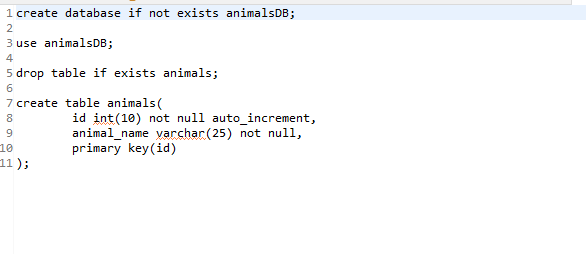 1 create database if not exists animalsDB;
2
3 use animalsDB;
4
5 drop table if exists animals;
6
7 create table animals(
8 id int(10) not null auto_increment,
9 animal_name varchar(25) not null,
10 primary key(id)
11 );